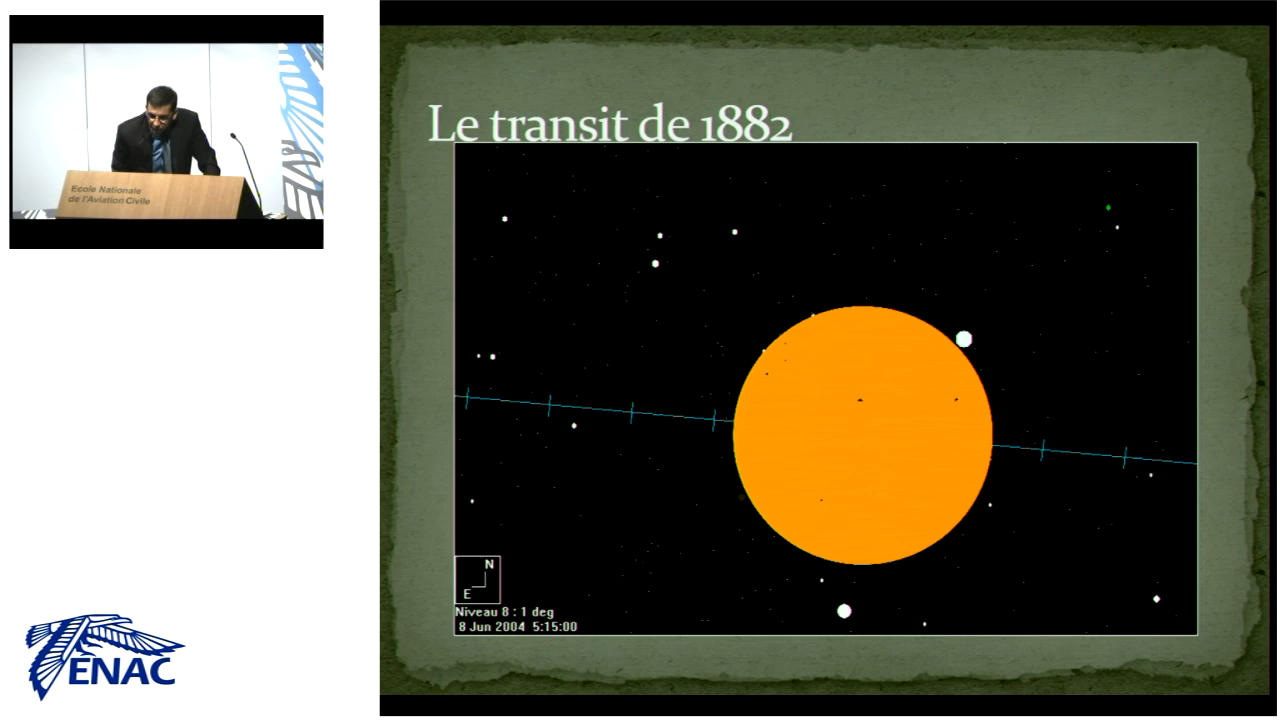 Le transit de 1882
Ecole Nationale
de l'Aviation Civile
N
E
Niveau 8 : 1 deg
8 Jun 2004 5:15:00
ENAC